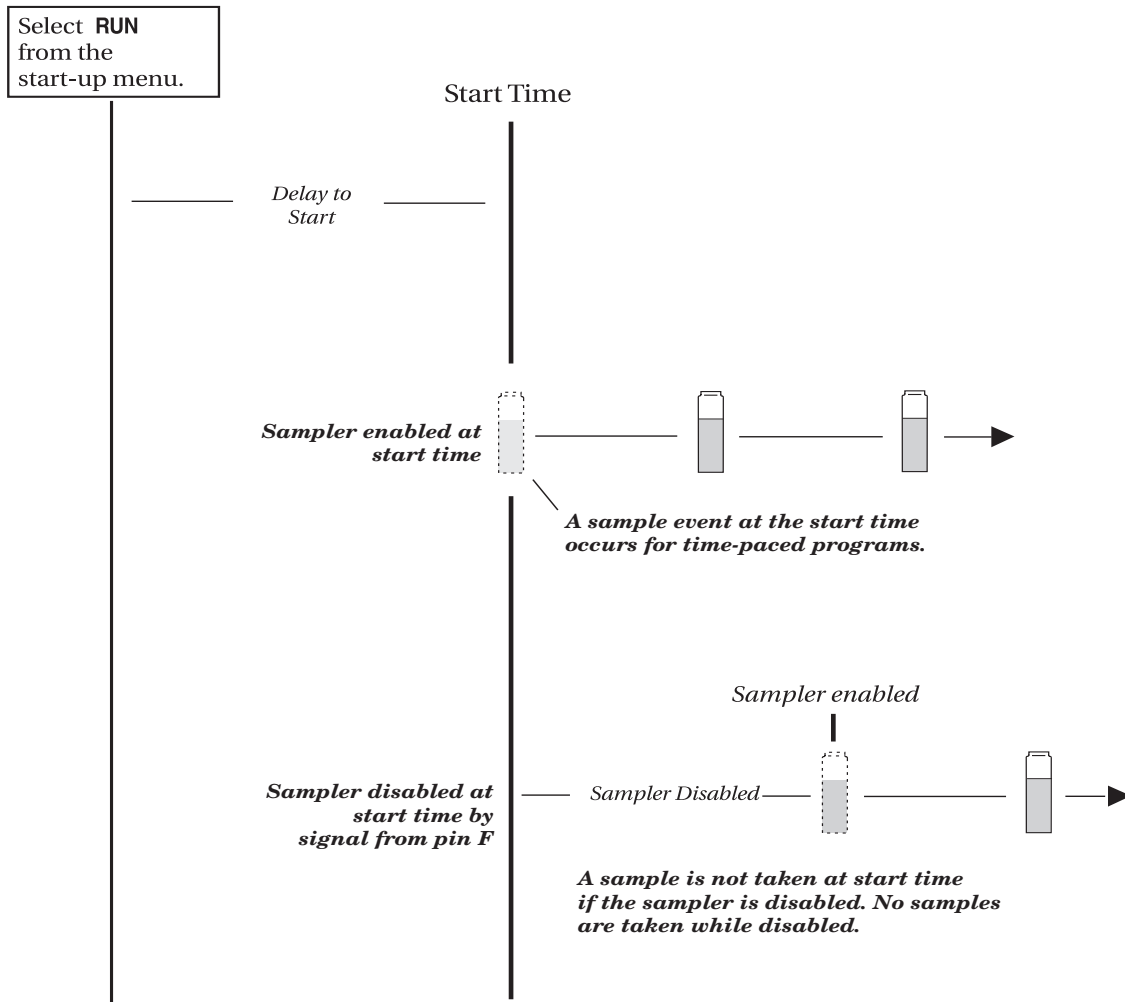 Select RUN
from the
start-up menu.
Start Time
Delay to
Start
Sampler enabled at
start time
A sample event at the start time
occurs for time-paced programs.
Sampler enabled
Sampler disabled at
start time by
signal from pin F
Sampler Disabled
A sample is not taken at start time
if the sampler is disabled. No samples
are taken while disabled.